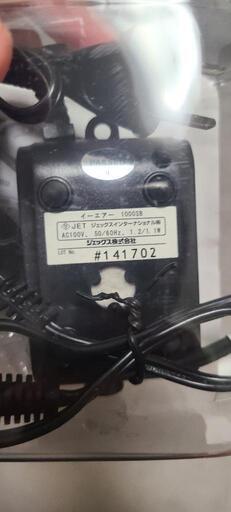 PASSED
イーエアー 1000SB
JET ジェックスインターナショナル㈱
AC100V, 50/60Hz, 1.2/1.1W
ジェックス株式会社
LOT No. #141702